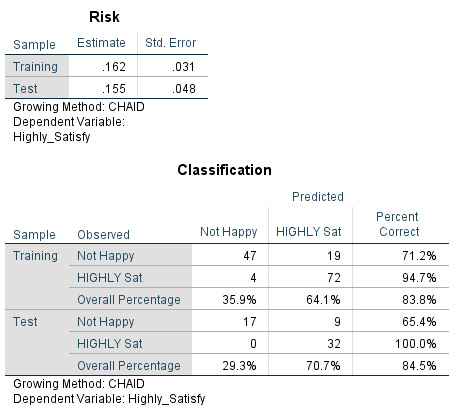 Risk
Sample Estimate Std. Error
Training .162 .031
Test .155 .048
Growing Method: CHAID
Dependent Variable:
Highly_Satisfy
Classification
Predicted
Sample Observed Not Happy HIGHLY Sat Percent Correct
Training Not Happy 47 19 71.2%
HIGHLY Sat 4 72 94.7%
Overall Percentage 35.9% 64.1% 83.8%
Test Not Happy 17 9 65.4%
HIGHLY Sat 0 32 100.0%
Overall Percentage 29.3% 70.7% 84.5%
Growing Method: CHAID
Dependent Variable: Highly_Satisfy